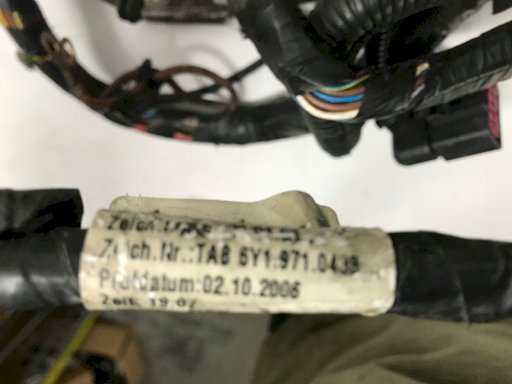 Zeich.Nr.:TAB 6Y1.971.043
Prüfdatum:02.10.2006
Zeit: 19:07